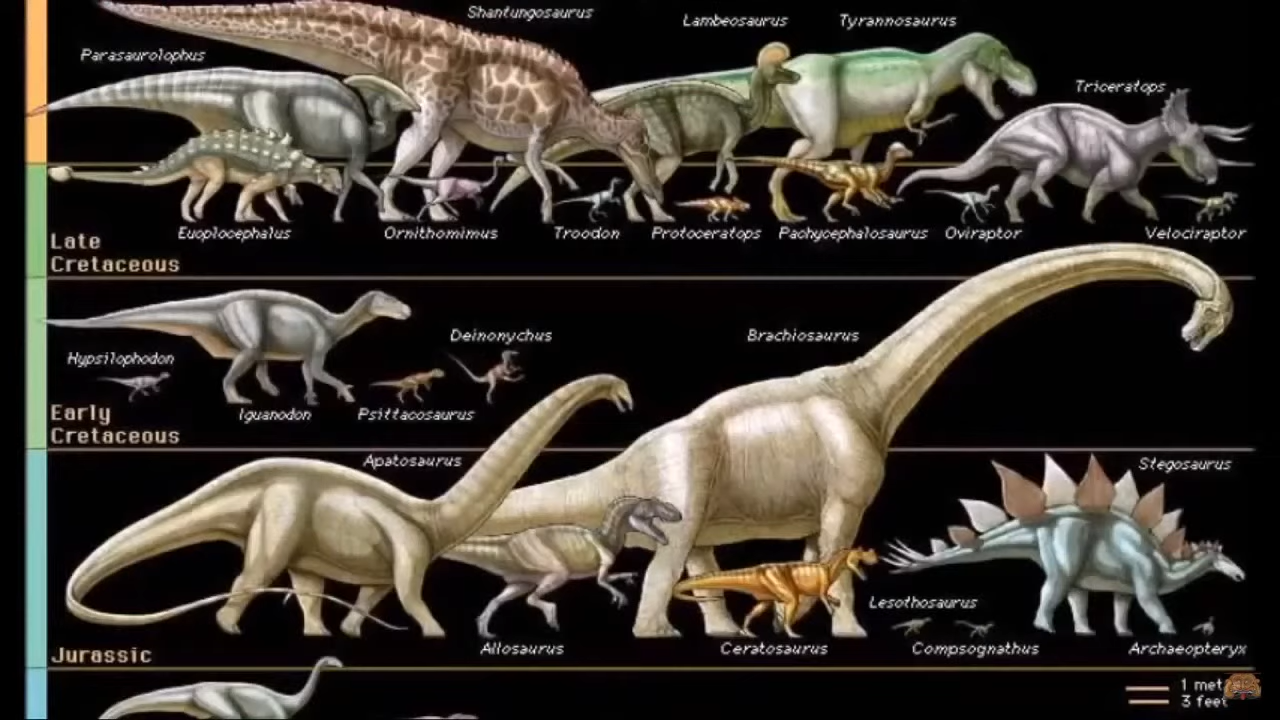 Shantungosaurus
Lambeosaurus
Tyrannosaurus
Parasaurolophus
Triceratops
Euoplocephalus
Ornithomimus
Troodon
Protoceratops
Pachycephalosaurus
Oviraptor
Velociraptor
Late
Cretaceous
Deinonychus
Brachiosaurus
Hypsilophodon
Iguanodon
Psittacosaurus
Early
Cretaceous
Apatosaurus
Stegosaurus
Lesothosaurus
Allosaurus
Ceratosaurus
Compsognathus
Archaeopteryx
Jurassic
1
3 feet